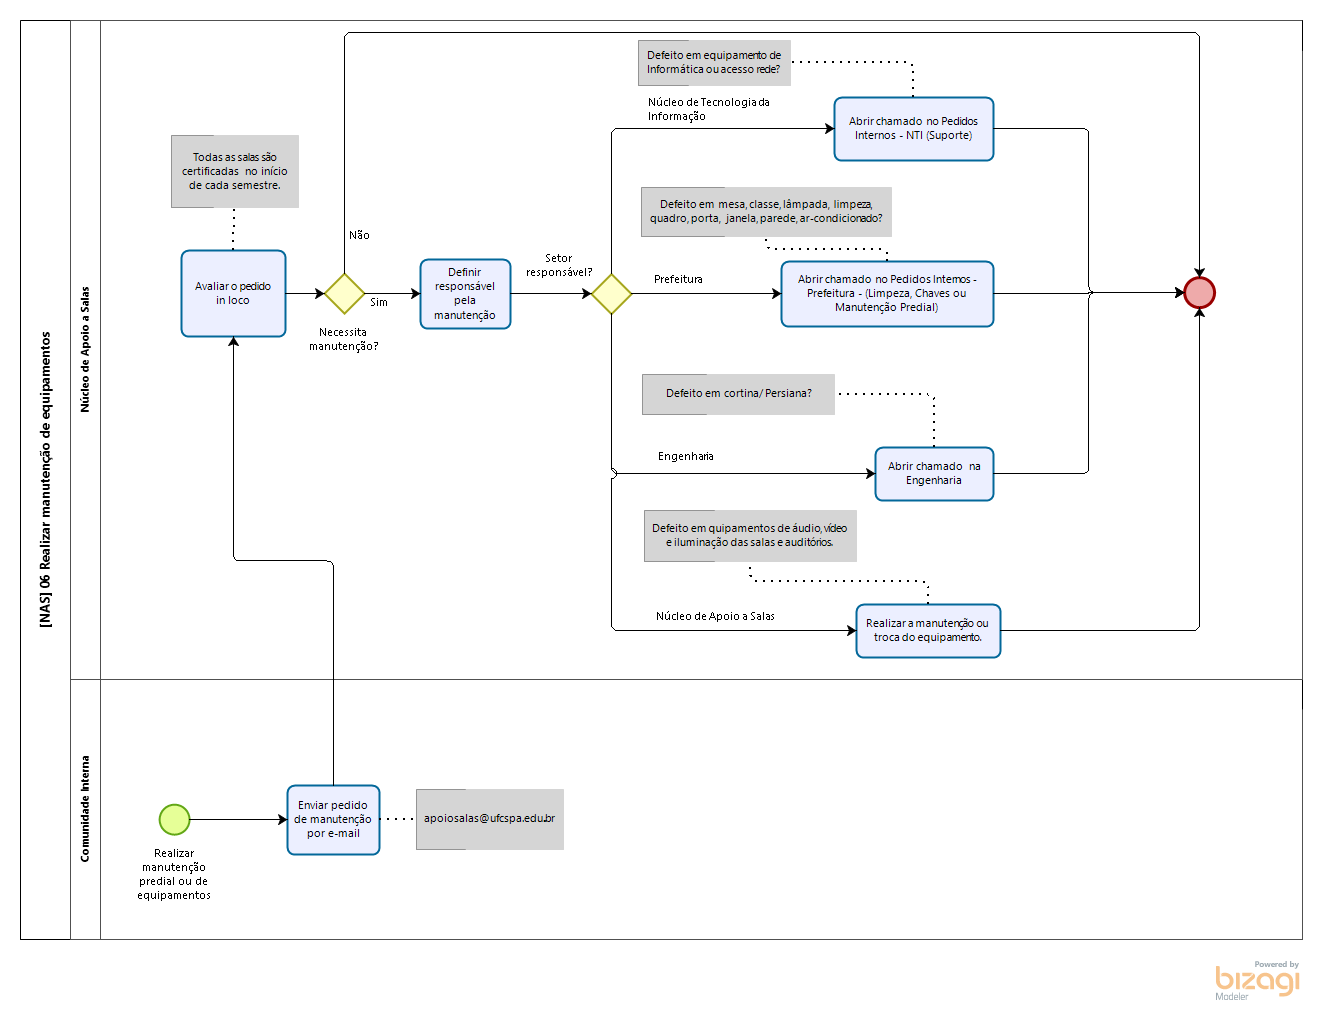 [NAS] 06 Realizar manutenção de equipamentos
Núcleo de Apoio a Salas
Defeito em equipamento de
Informática ou acesso rede?
Núcleo de Tecnologia da
Informação
Abrir chamado no Pedidos
Internos - NTI (Suporte)
Todas as salas são
certificadas no início
de cada semestre.
Defeito em mesa, classe, lâmpada, limpeza,
quadro, porta, janela, parede, ar-condicionado?
Não
Avaliar o pedido
in loco
Sim
Necessita
manutenção?
Definir
responsável
pela
manutenção
Setor
responsável?
Prefeitura
Abrir chamado no Pedidos Internos -
Prefeitura - (Limpeza, Chaves ou
Manutenção Predial)
Defeito em cortina/ Persiana?
Engenharia
Abrir chamado na
Engenharia
Defeito em quipamentos de áudio, vídeo
e iluminação das salas e auditórios.
Núcleo de Apoio a Salas
Realizar a manutenção ou
troca do equipamento.
Comunidade Interna
Realizar
manutenção
predial ou de
equipamentos
Enviar pedido
de manutenção
por e-mail
apoiosalas@ufcspa.edu.br
Powered by
bizagi
Modeler